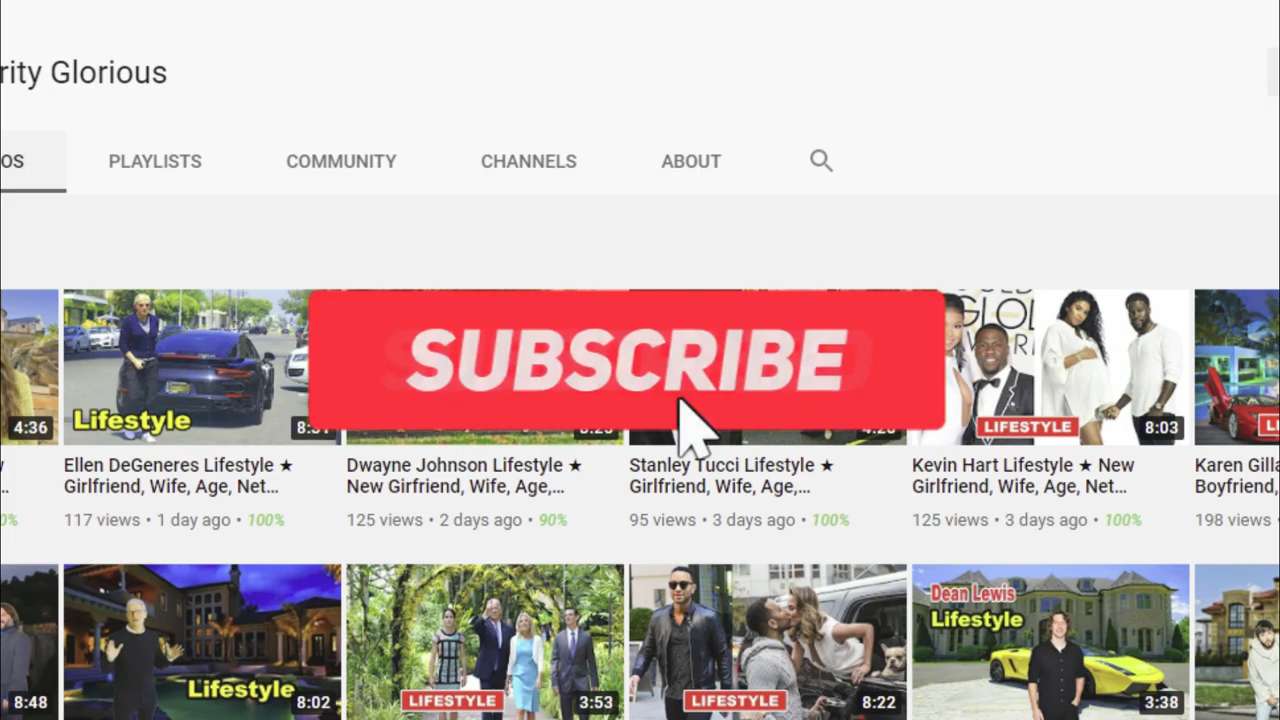 rity Glorious
OS
PLAYLISTS
COMMUNITY
CHANNELS
ABOUT
SUBSCRIBE
4:36
Lifestyle
LIFESTYLE
8:03
Ellen DeGeneres Lifestyle ★
Girlfriend, Wife, Age, Net...
117 views • 1 day ago • 100%
Dwayne Johnson Lifestyle ★
New Girlfriend, Wife, Age,...
125 views • 2 days ago • 90%
Stanley Tucci Lifestyle ★
Girlfriend, Wife, Age,...
95 views • 3 days ago • 100%
Kevin Hart Lifestyle ★ New
Girlfriend, Wife, Age, Net...
125 views • 3 days ago • 100%
Karen
Boyfriend,
198 views
8:48
Lifestyle
8:02
LIFESTYLE
3:53
LIFESTYLE
8:22
Dean Lewis
Lifestyle
3:38